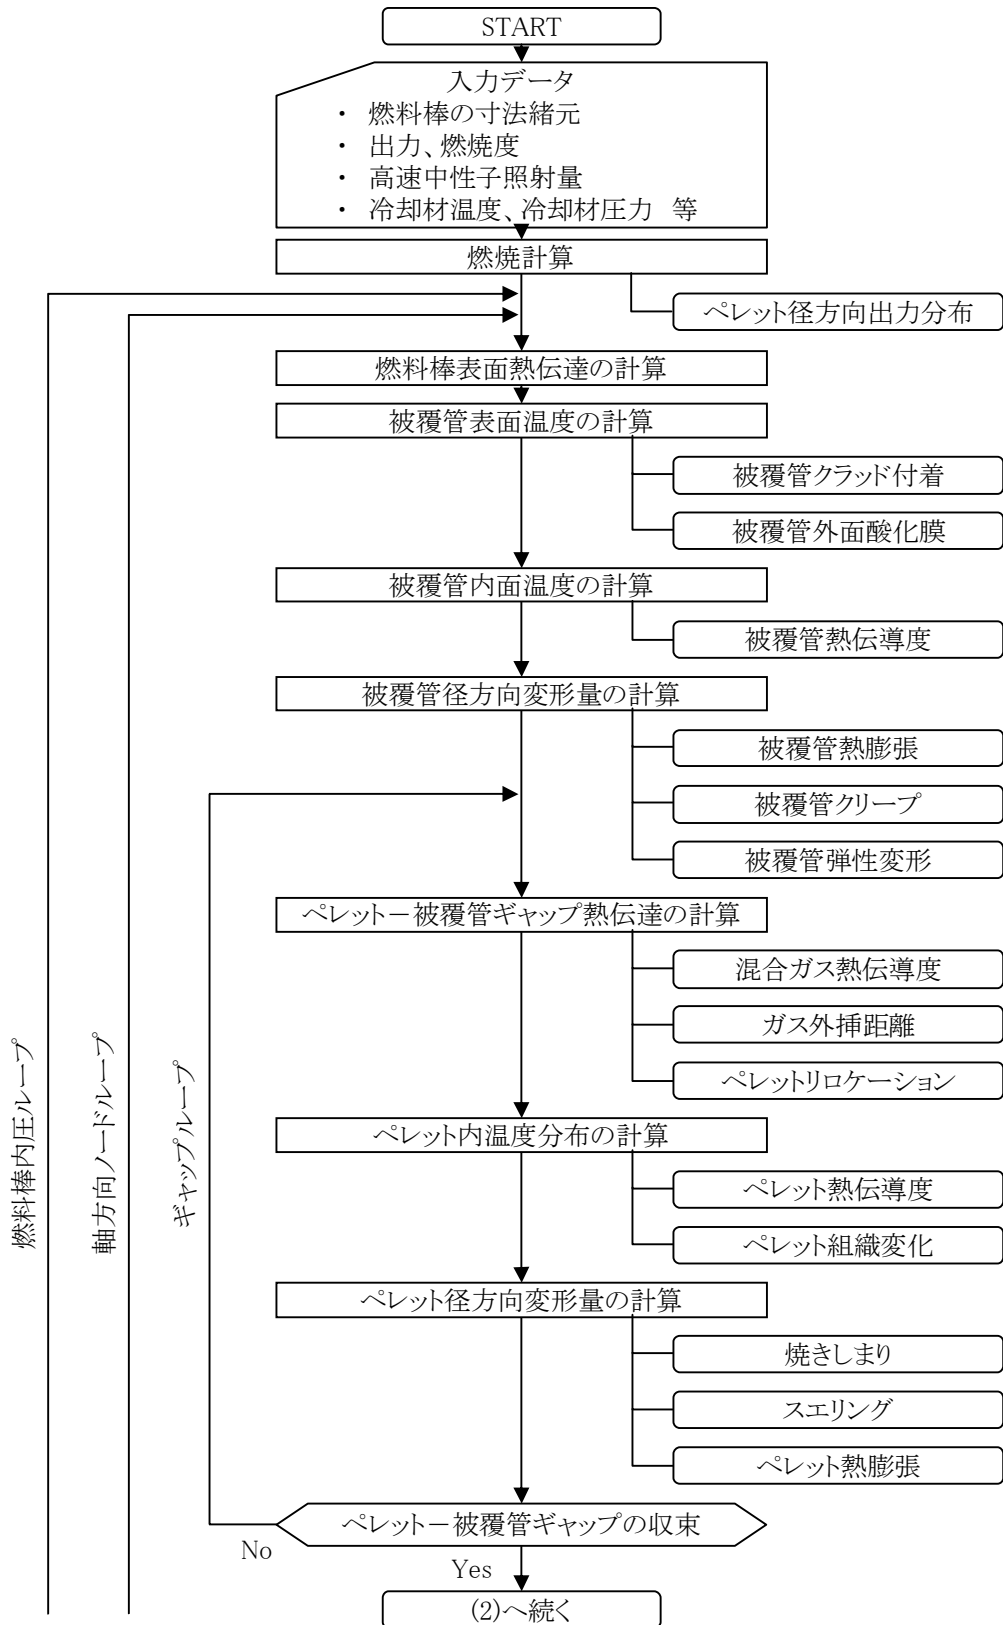 START
入力データ
・ 燃料棒の寸法緒元
・ 出力、燃焼度
・ 高速中性子照射量
・ 冷却材温度、冷却材圧力 等
燃焼計算
ペレット径方向出力分布
燃料棒表面熱伝達の計算
被覆管表面温度の計算
被覆管クラッド付着
被覆管外面酸化膜
被覆管内面温度の計算
被覆管熱伝導度
被覆管径方向変形量の計算
被覆管熱膨張
被覆管クリープ
被覆管弾性変形
ペレット－被覆管ギャップ熱伝達の計算
混合ガス熱伝導度
ガス外挿距離
ペレットリロケーション
ペレット内温度分布の計算
ペレット熱伝導度
ペレット組織変化
ペレット径方向変形量の計算
焼きしまり
スエリング
ペレット熱膨張
ペレット－被覆管ギャップの収束
No
Yes
(2)へ続く
燃料棒内圧ループ
軸方向ノードループ
ギャップループ